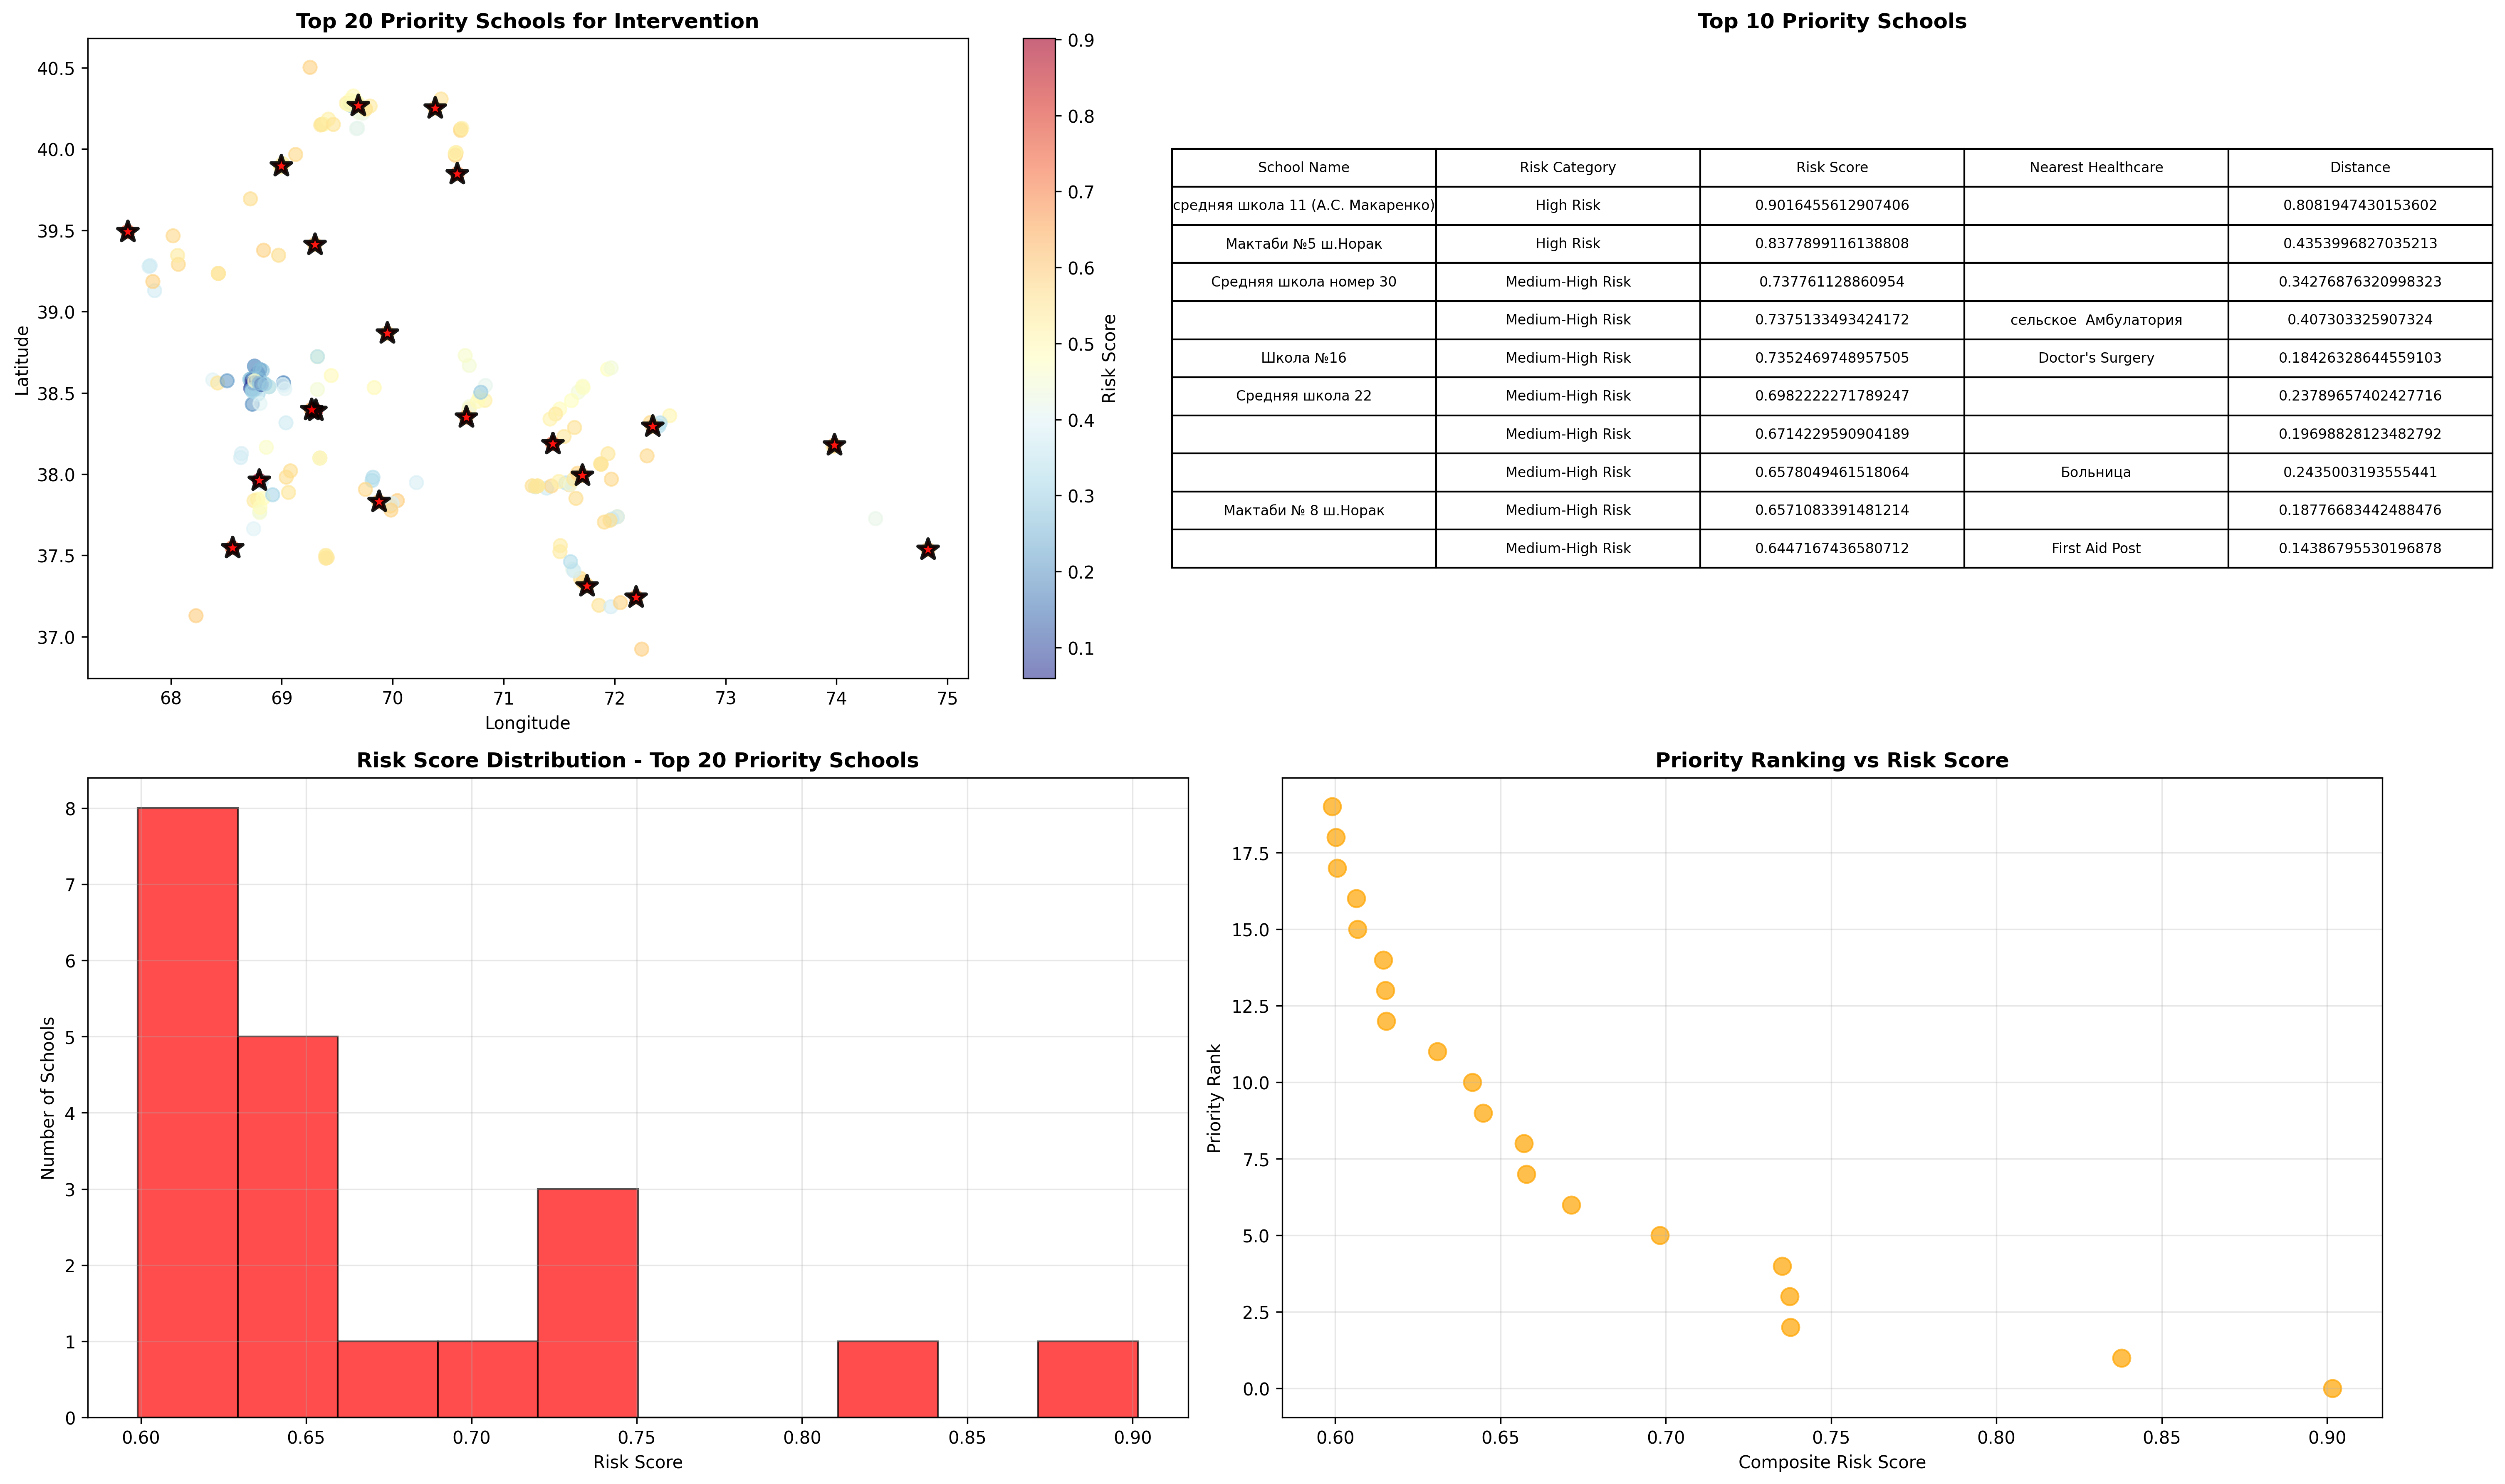 Top 20 Priority Schools for Intervention
40.5
40.0
39.5
39.0
38.5
38.0
37.5
37.0
Latitude
68 69 70 71 72 73 74 75
Longitude
0.9
0.8
0.7
0.6
0.5
0.4
0.3
0.2
0.1
Risk Score
Top 10 Priority Schools
School Name Risk Category Risk Score Nearest Healthcare Distance
средняя школа 11 (А.С. Макаренко) High Risk 0.9016455612907406 0.8081947430153602
Мактаби №5 ш.Норак High Risk 0.8377899116138808 0.4353996827035213
Средняя школа номер 30 Medium-High Risk 0.737761128860954 0.34276876320998323
Medium-High Risk 0.7375133493424172 сельское  Амбулатория 0.407303325907324
Школа №16 Medium-High Risk 0.7352469748957505 Doctor's Surgery 0.18426328644559103
Средняя школа 22 Medium-High Risk 0.6982222271789247 0.23789657402427716
Medium-High Risk 0.6714229590904189 0.19698828123482792
Medium-High Risk 0.6578049461518064 Больница 0.2435003193555441
Мактаби № 8 ш.Норак Medium-High Risk 0.6571083391481214 0.18776683442488476
Medium-High Risk 0.6447167436580712 First Aid Post 0.14386795530196878
Risk Score Distribution - Top 20 Priority Schools
8
7
6
5
4
3
2
1
0
Number of Schools
0.60 0.65 0.70 0.75 0.80 0.85 0.90
Risk Score
Priority Ranking vs Risk Score
17.5
15.0
12.5
10.0
7.5
5.0
2.5
0.0
Priority Rank
0.60 0.65 0.70 0.75 0.80 0.85 0.90
Composite Risk Score